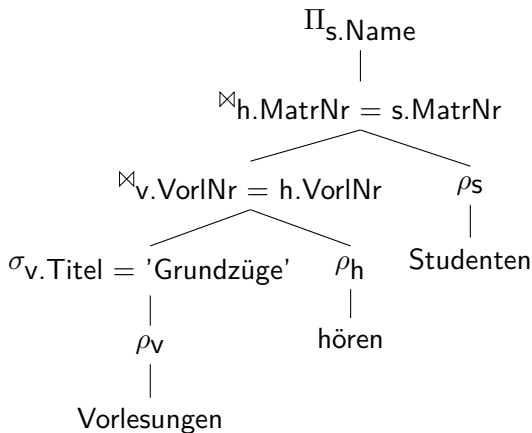 Πs.Name
⋈h.MatrNr = s.MatrNr
⋈v.VorlNr = h.VorlNr
ρs
σv.Titel = 'Grundzüge'
ρh
Studenten
ρv
hören
Vorlesungen